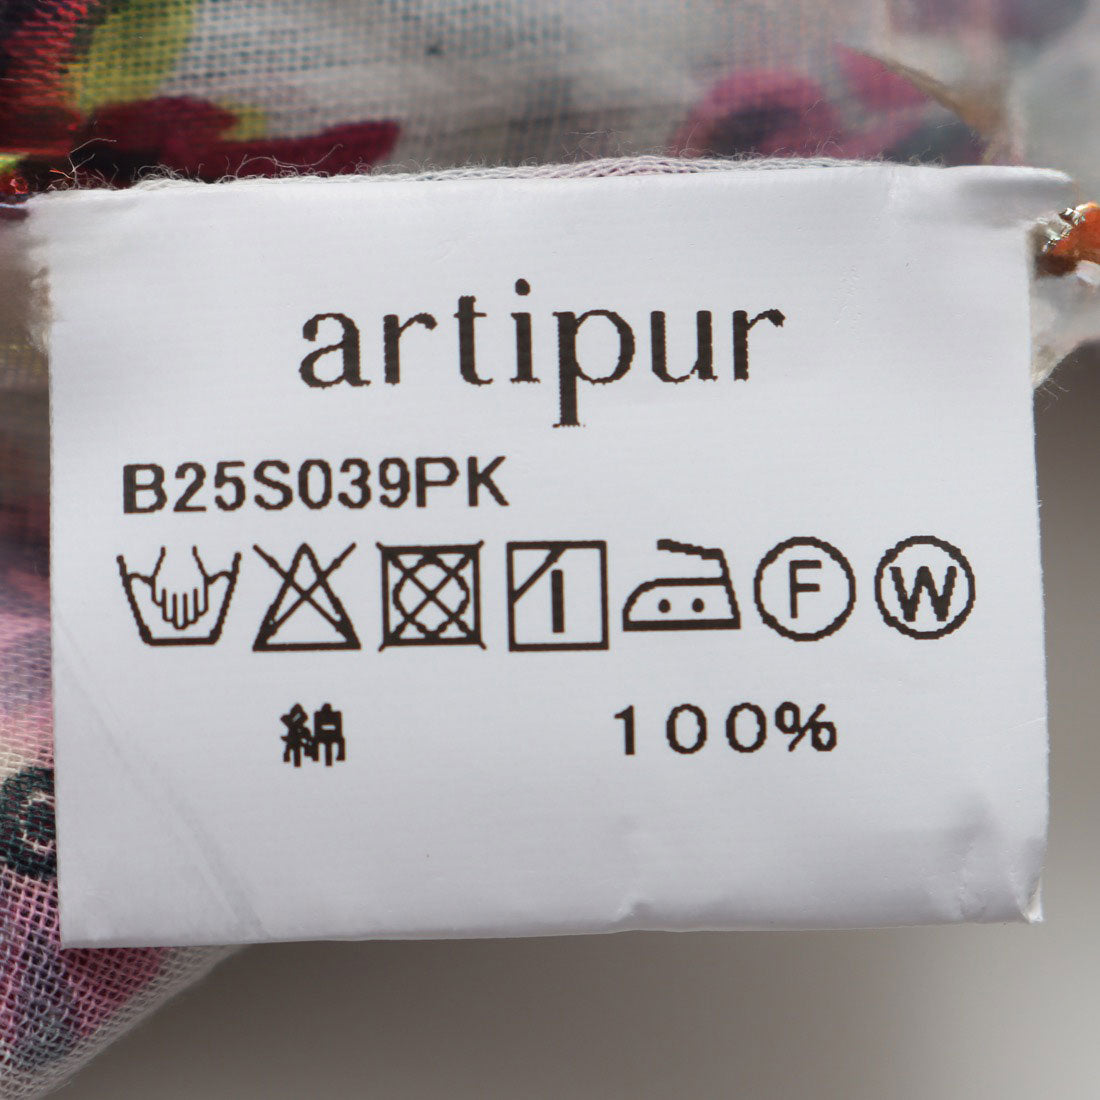 artipur
B25S039PK
F W
綿 100%